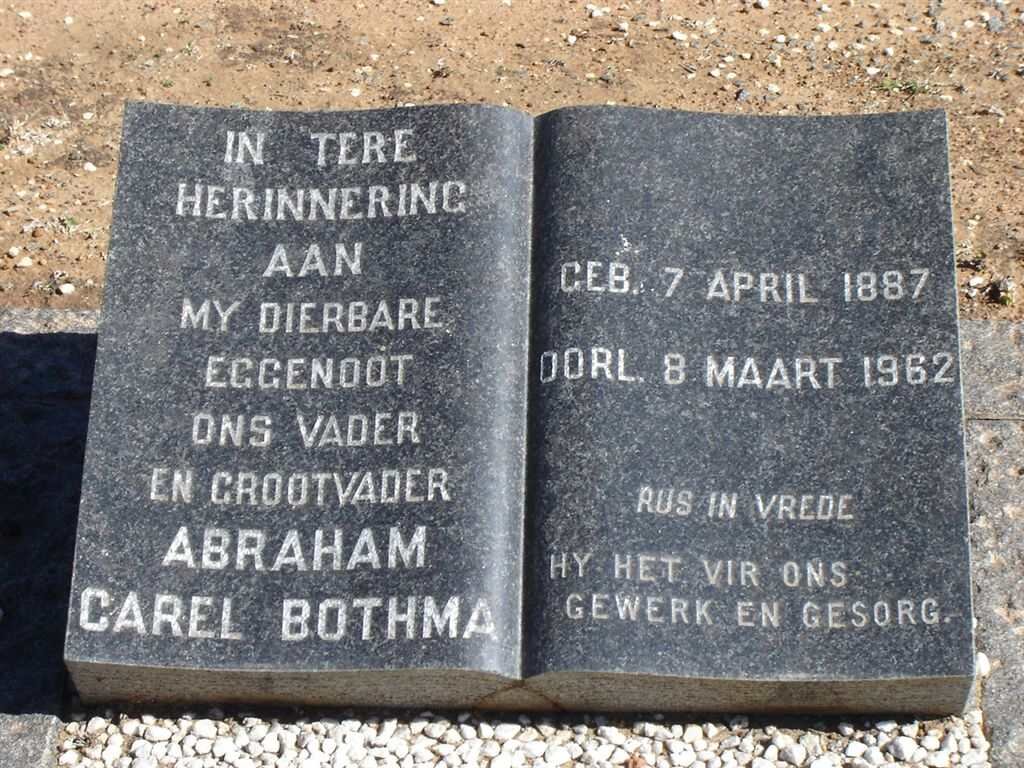 IN TERE
HERINNERING
AAN
MY DIERBARE
EGGENOOT
ONS VADER
EN GROOTVADER
ABRAHAM
CAREL BOTHMA
GEB. 7 APRIL 1887
OORL. 8 MAART 1962
RUS IN VREDE
HY HET VIR ONS
GEWERK EN GESORG.